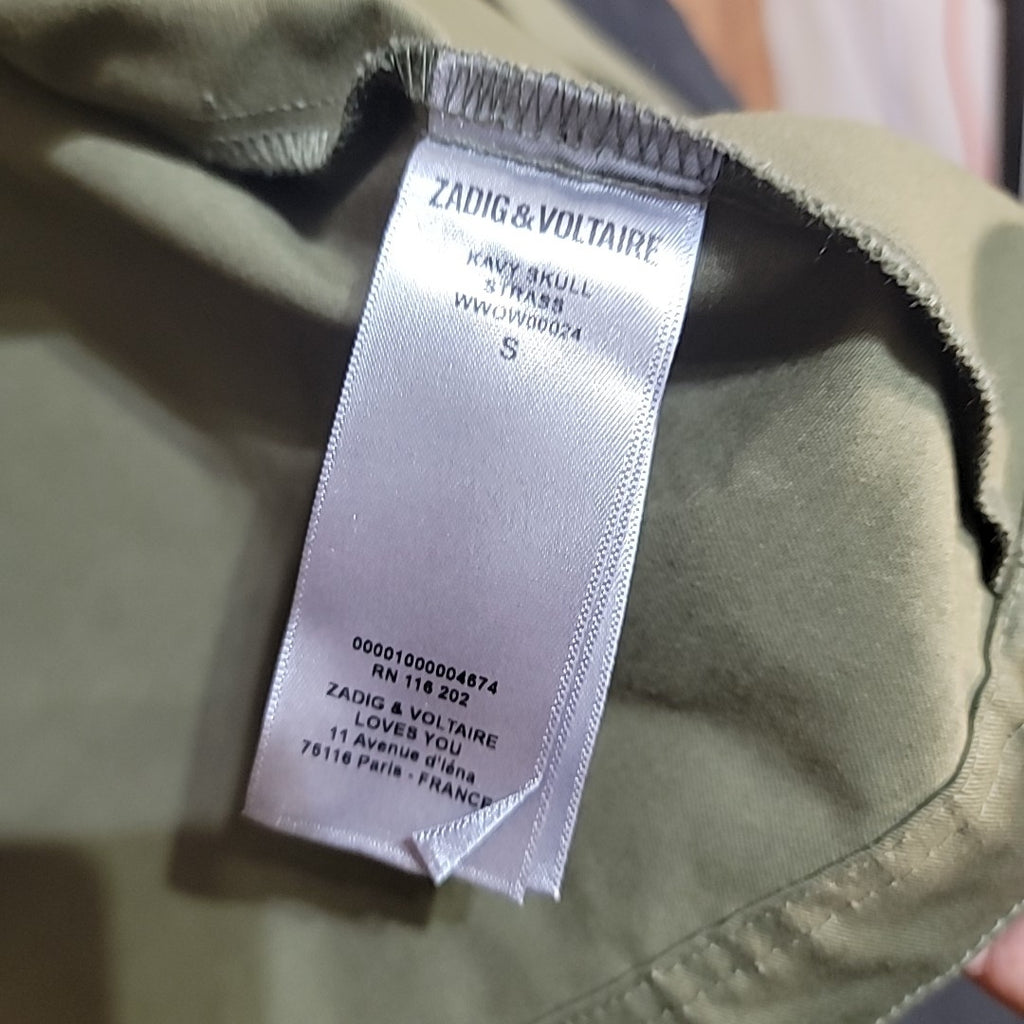 ZADIG&VOLTAIRE
KAVY SKULL
STRASS
WWOW00024
S
00001000004674
RN 116 202
ZADIG & VOLTAIRE
LOVES YOU
11 Avenue d'Iéna
75116 Paris - FRANCE